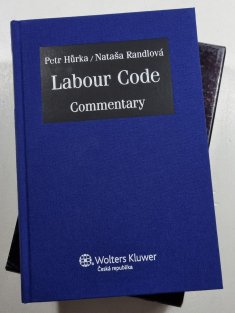 Petr Hůrka/Nataša Randlová
Labour Code
Commentary
Wolters Kluwer
Česká republika